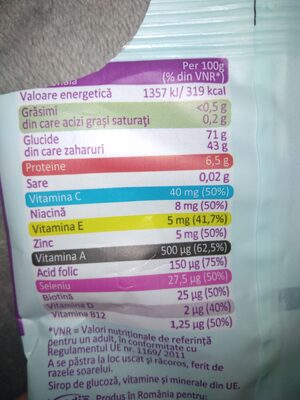 Per 100g
(% din VNR*)
Valoare energetică 1357 kJ/ 319 kcal
Grăsimi <0,5 g
din care acizi grași saturați 0,2 g
Glucide 71 g
din care zaharuri 43 g
Proteine 6,5 g
Sare 0,02 g
Vitamina C 40 mg (50%)
Niacină 8 mg (50%)
Vitamina E 5 mg (41,7%)
Zinc 5 mg (50%)
Vitamina A 500 µg (62,5%)
Acid folic 150 µg (75%)
Seleniu 27,5 µg (50%)
Biotină 25 µg (50%)
Vitamina D 2 µg (40%)
Vitamina B12 1,25 µg (50%)
*VNR = Valori nutriționale de referință
pentru un adult, în conformitate cu
Regulamentul UE nr. 1169/ 2011
A se păstra la loc uscat și răcoros, ferit de
razele soarelui.
Sirop de glucoză, vitamine și minerale din UE.
Produs în România pentru: